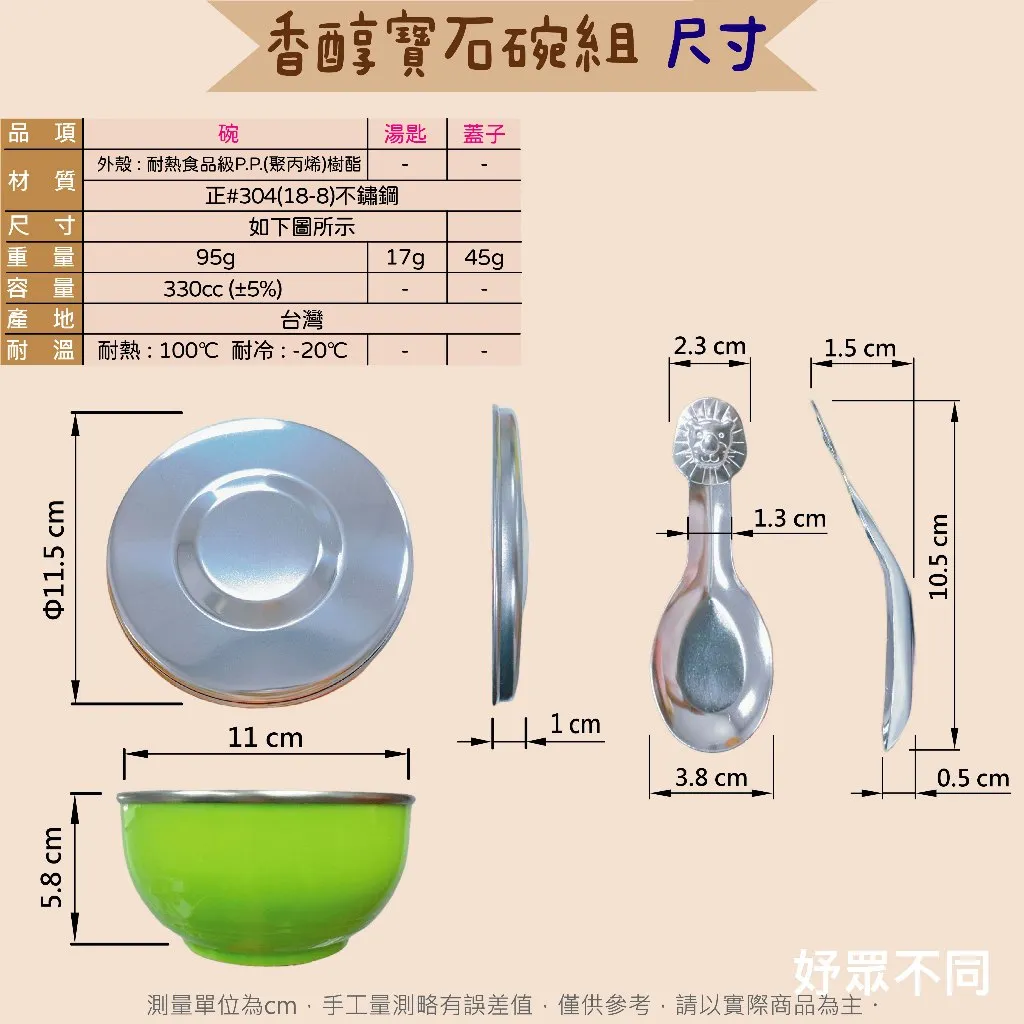 香醇寶石碗組 尺寸
品項 碗 湯匙 蓋子
材質 外殼:耐熱食品級P.P.(聚丙烯)樹酯 - -
正#304(18-8)不鏽鋼
尺寸 如下圖所示
重量 95g 17g 45g
容量 330cc (±5%) - -
產地 台灣
耐溫 耐熱:100℃ 耐冷:-20℃ - -
2.3 cm
1.5 cm
Φ11.5 cm
1.3 cm
10.5 cm
1 cm
11 cm
3.8 cm
0.5 cm
5.8 cm
妤眾不同
測量單位為cm﹒手工量測略有誤差值﹒僅供參考﹒請以實際商品為主﹒